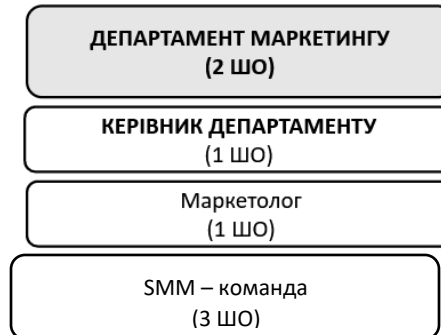 ДЕПАРТАМЕНТ МАРКЕТИНГУ
(2 ШО)
КЕРІВНИК ДЕПАРТАМЕНТУ
(1 ШО)
Маркетолог
(1 ШО)
SMM – команда
(3 ШО)